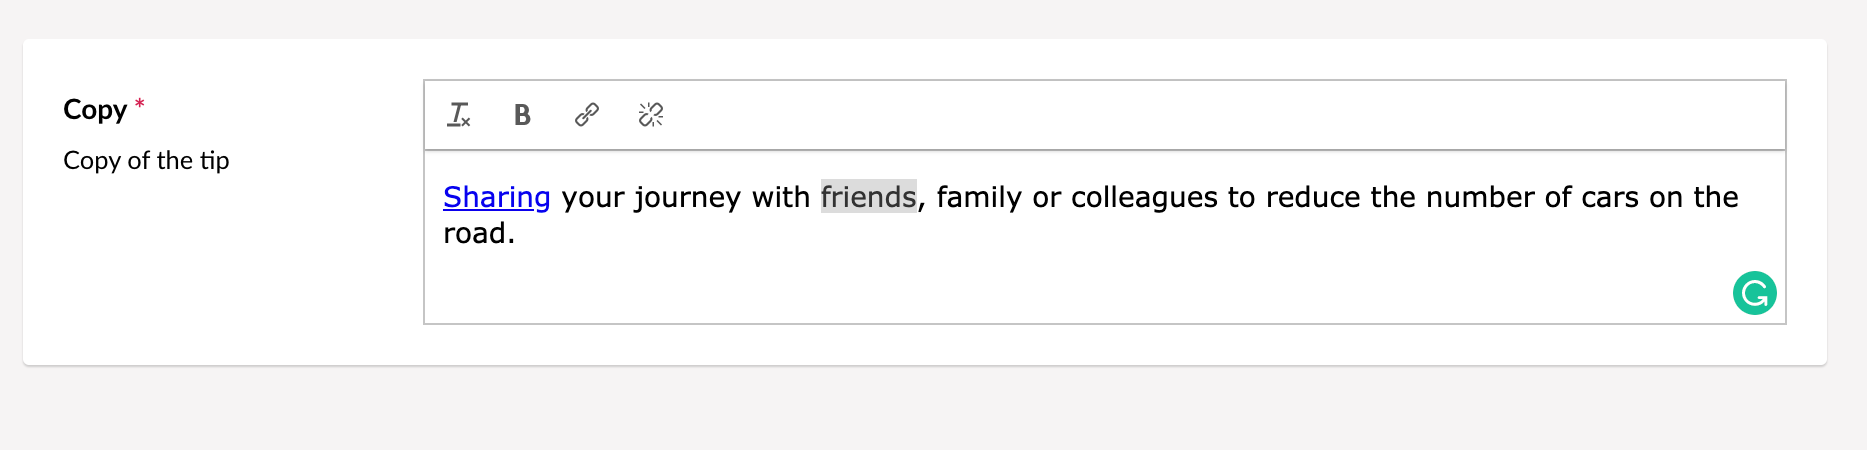 Copy *
Copy of the tip
B
Sharing your journey with friends, family or colleagues to reduce the number of cars on the
road.